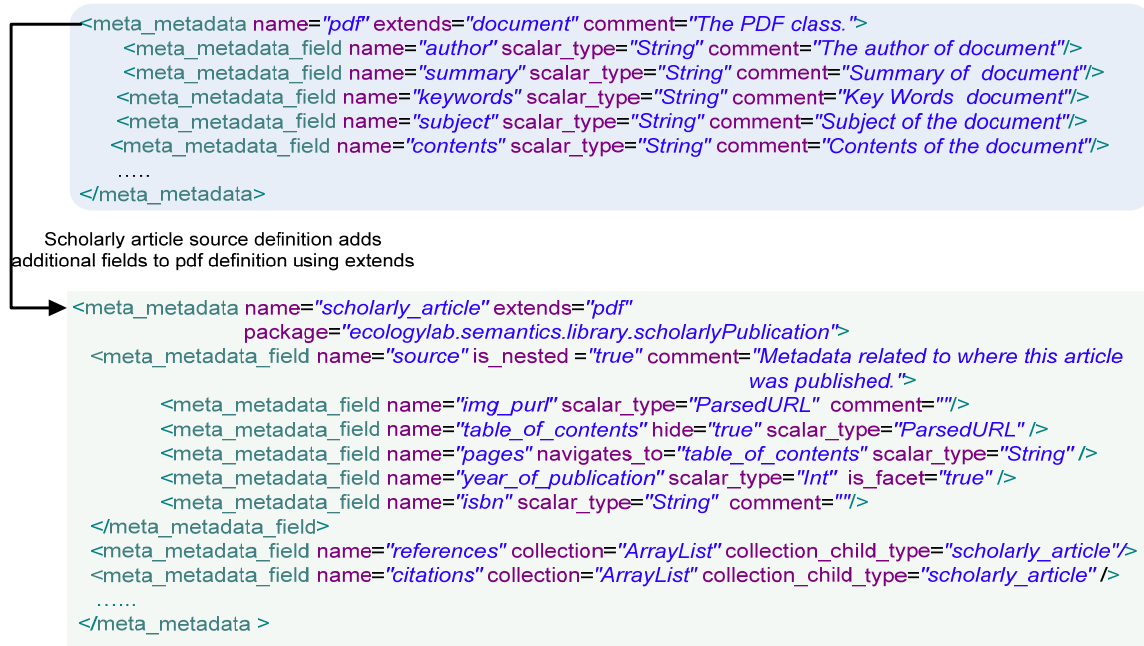 <meta_metadata name="pdf" extends="document" comment="The PDF class.">
<meta_metadata_field name="author" scalar_type="String" comment="The author of document"/>
<meta_metadata_field name="summary" scalar_type="String" comment="Summary of  document"/>
<meta_metadata_field name="keywords" scalar_type="String" comment="Key Words  document"/>
<meta_metadata_field name="subject" scalar_type="String" comment="Subject of the document"/>
<meta_metadata_field name="contents" scalar_type="String" comment="Contents of the document"/>
.....
</meta_metadata>
Scholarly article source definition adds
additional fields to pdf definition using extends
<meta_metadata name="scholarly_article" extends="pdf"
package="ecologylab.semantics.library.scholarlyPublication">
<meta_metadata_field name="source" is_nested ="true" comment="Metadata related to where this article
was published.">
<meta_metadata_field name="img_purl" scalar_type="ParsedURL"  comment=""/>
<meta_metadata_field name="table_of_contents" hide="true" scalar_type="ParsedURL" />
<meta_metadata_field name="pages" navigates_to="table_of_contents" scalar_type="String" />
<meta_metadata_field name="year_of_publication" scalar_type="Int"  is_facet="true" />
<meta_metadata_field name="isbn" scalar_type="String"  comment=""/>
</meta_metadata_field>
<meta_metadata_field name="references" collection="ArrayList" collection_child_type="scholarly_article"/>
<meta_metadata_field name="citations" collection="ArrayList" collection_child_type="scholarly_article" />
......
</meta_metadata >